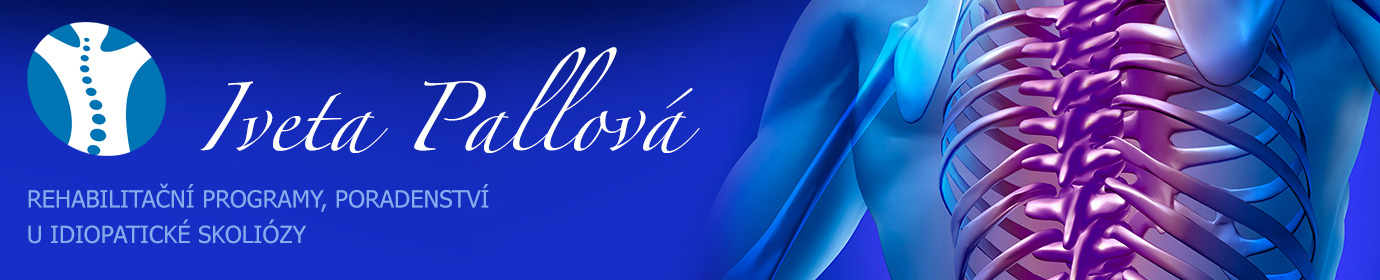 Iveta Pallová
REHABILITAČNÍ PROGRAMY, PORADENSTVÍ
U IDIOPATICKÉ SKOLIÓZY